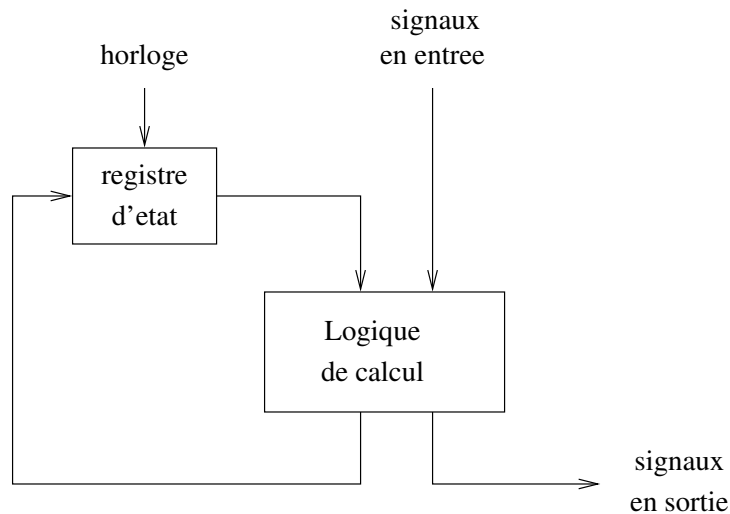 signaux
en entree
horloge
registre
d'etat
Logique
de calcul
signaux
en sortie